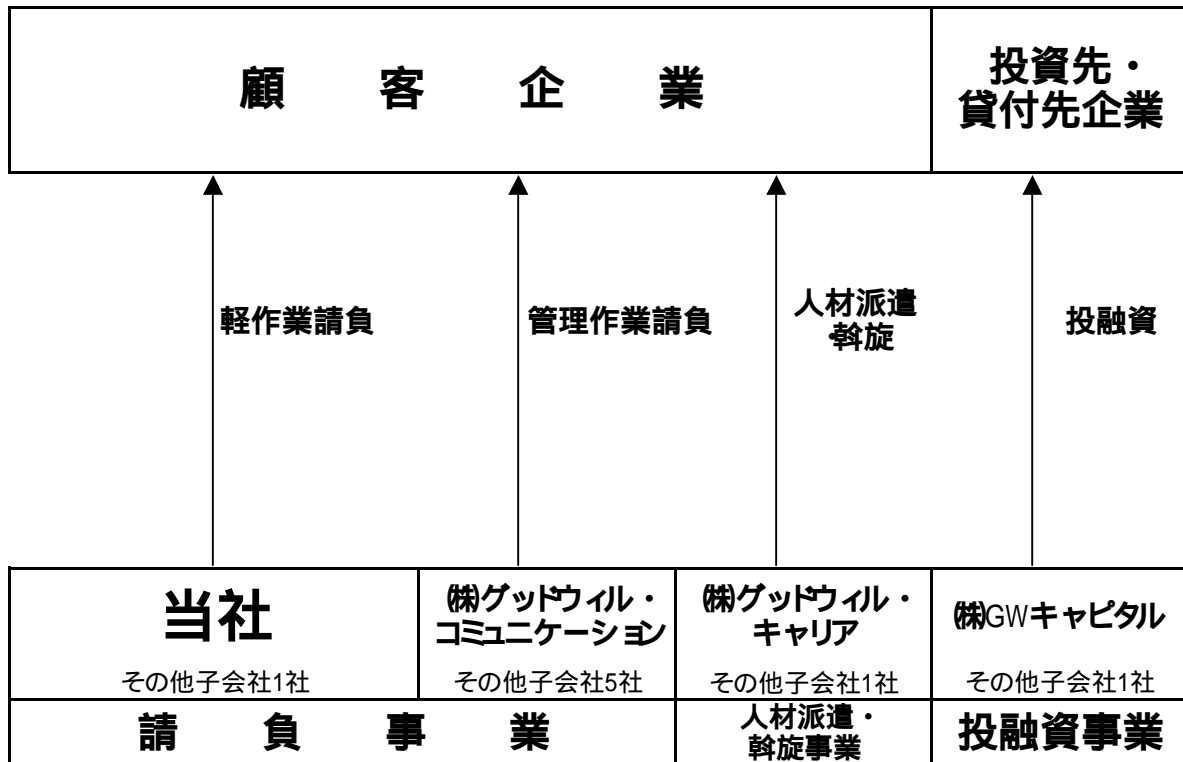 顧客企業
投資先・
貸付先企業
軽作業請負
管理作業請負
人材派遣
・斡旋
投融資
当社
その他子会社1社
㈱グッドウィル・
コミュニケーション
その他子会社5社
㈱グッドウィル・
キャリア
その他子会社1社
㈱GWキャピタル
その他子会社1社
請負事業
人材派遣・
斡旋事業
投融資事業